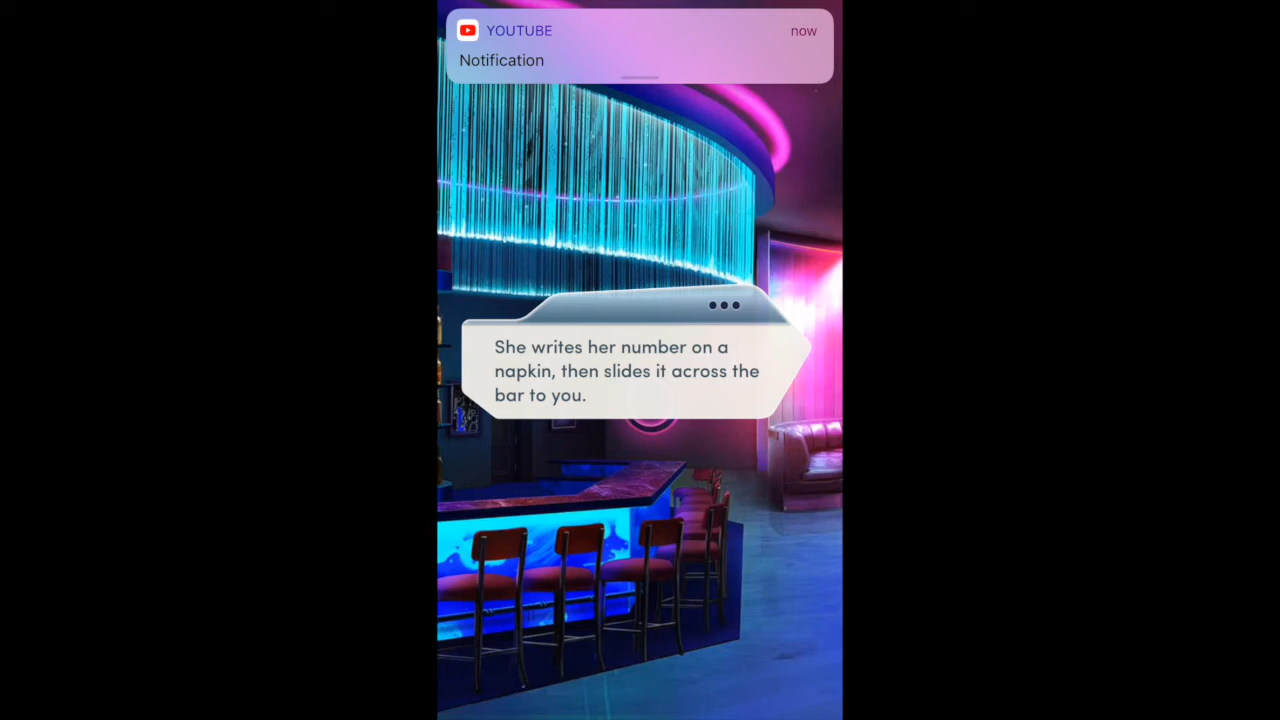 YOUTUBE now
Notification
She writes her number on a
napkin, then slides it across the
bar to you.